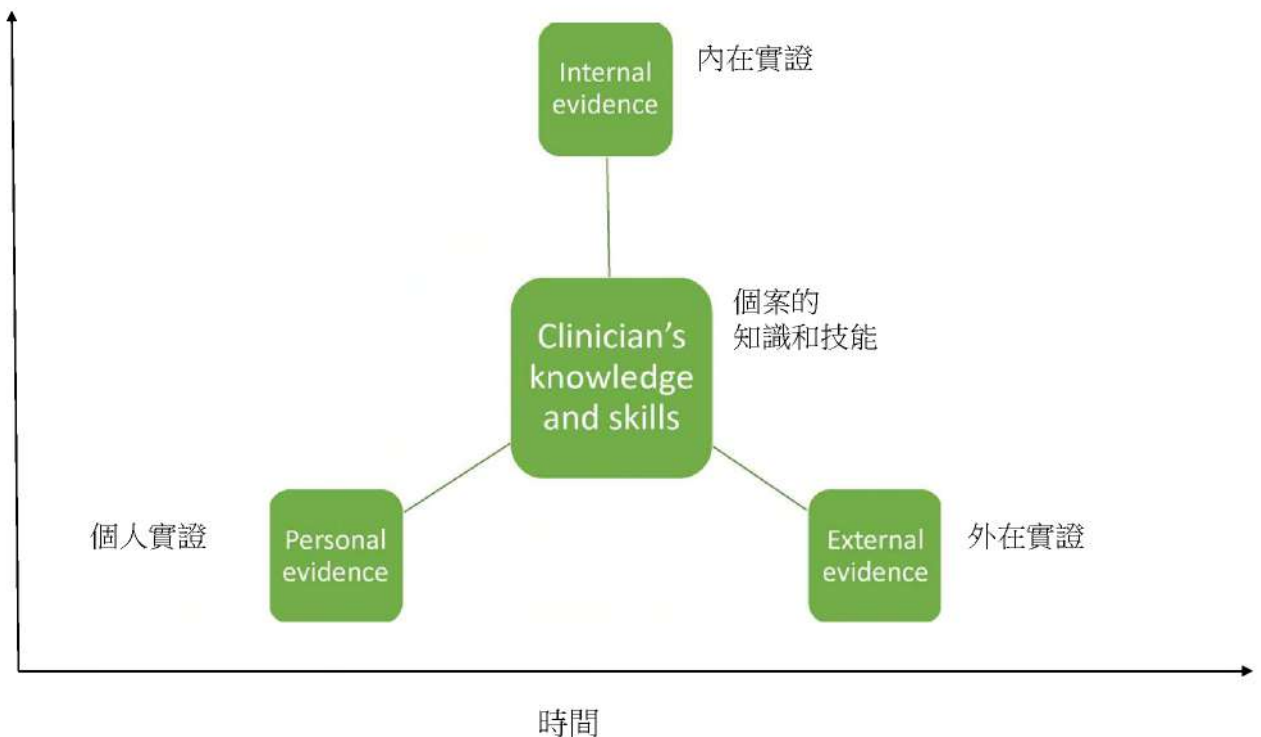 Internal
evidence
內在實證
Clinician’s
knowledge
and skills
個案的
知識和技能
個人實證
Personal
evidence
External
evidence
外在實證
時間